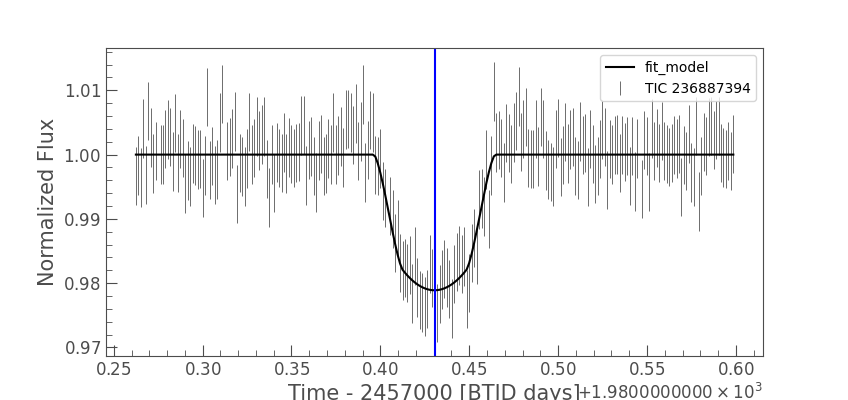 fit_model
TIC 236887394
1.01
1.00
0.99
0.98
0.97
Normalized Flux
0.25 0.30 0.35 0.40 0.45 0.50 0.55 0.60
Time - 2457000 [BTJD days]
+1.9800000000 × 10³